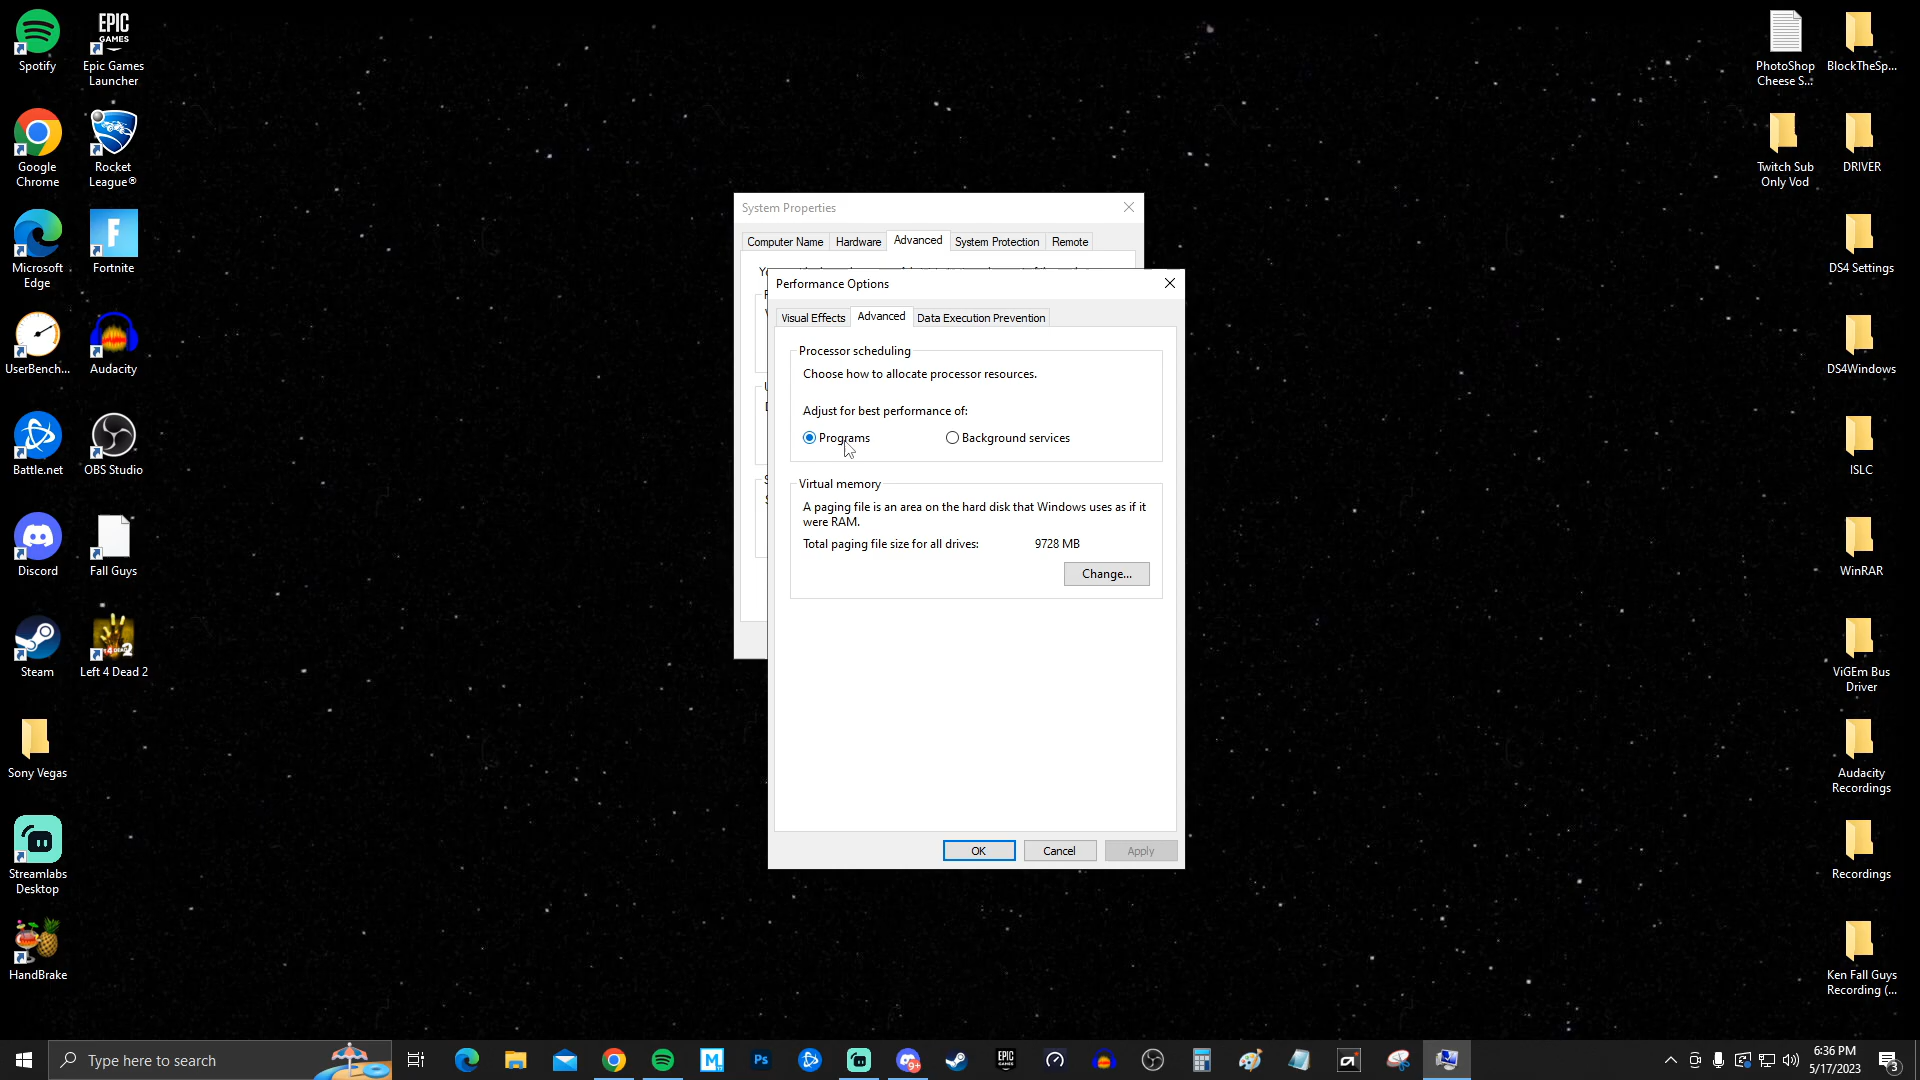 Spotify
EPIC
GAMES
Epic Games
Launcher
Google
Chrome
Rocket
League®
Microsoft
Edge
F
Fortnite
UserBench...
Audacity
Battle.net
OBS Studio
Discord
Fall Guys
Steam
Left 4 Dead 2
Sony Vegas
Streamlabs
Desktop
HandBrake
System Properties
Computer Name
Hardware
Advanced
System Protection
Remote
Performance Options
Visual Effects
Advanced
Data Execution Prevention
Processor scheduling
Choose how to allocate processor resources.
Adjust for best performance of:
Programs
Background services
Virtual memory
A paging file is an area on the hard disk that Windows uses as if it
were RAM.
Total paging file size for all drives:
9728 MB
Change...
OK
Cancel
Apply
PhotoShop
Cheese S...
BlockTheSp...
Twitch Sub
Only Vod
DRIVER
DS4 Settings
DS4Windows
ISLC
WinRAR
ViGEm Bus
Driver
Audacity
Recordings
Recordings
Ken Fall Guys
Recording (...
Type here to search
Ps
9+
EPIC
6:36 PM
5/17/2023
3